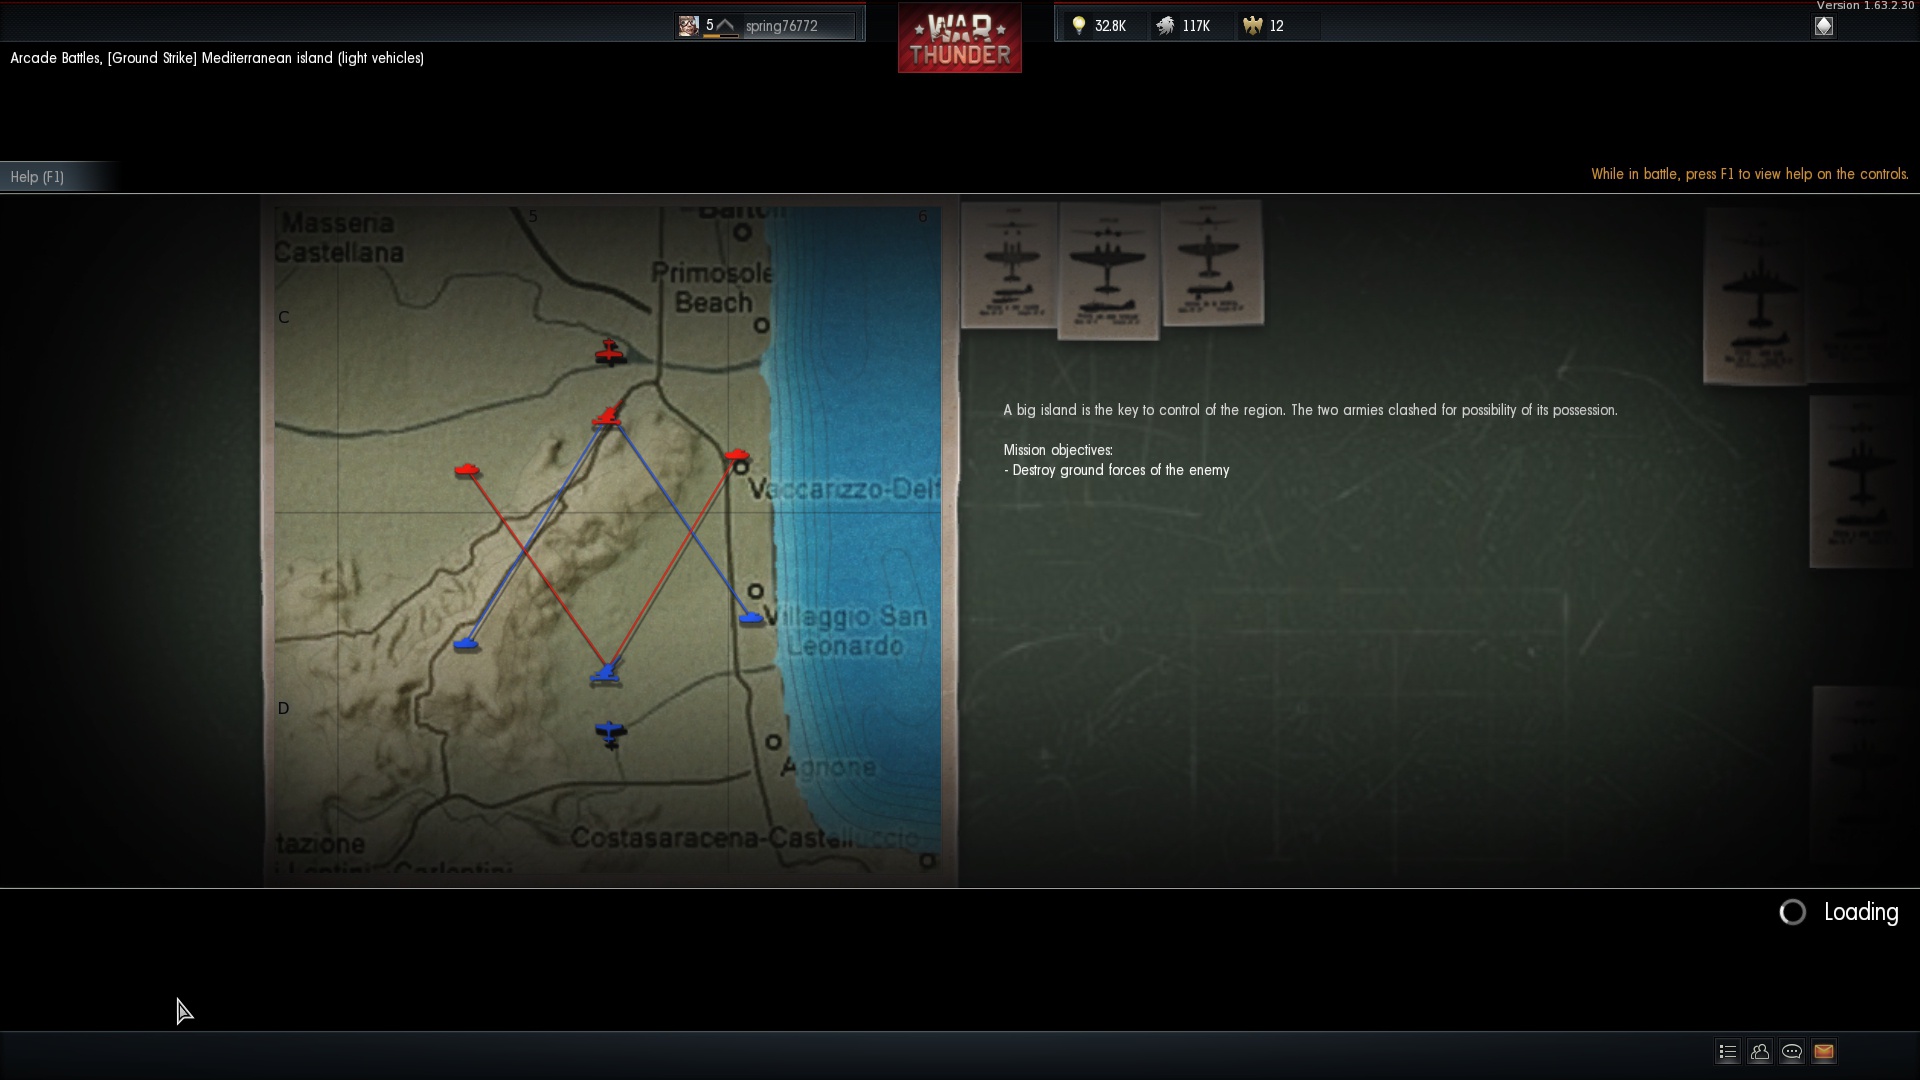 Version 1.63.2.30
5 spring76772
WAR THUNDER
32.8K 117K 12
Arcade Battles, [Ground Strike] Mediterranean island (light vehicles)
Help (F1)
While in battle, press F1 to view help on the controls.
5 6
Masseria
Castellana
Primosole
Beach
C
Vaccarizzo-Delf
Villaggio San
Leonardo
D
Agnone
Costasaracena-Castelluccio
tazione
A big island is the key to control of the region. The two armies clashed for possibility of its possession.
Mission objectives:
- Destroy ground forces of the enemy
Loading